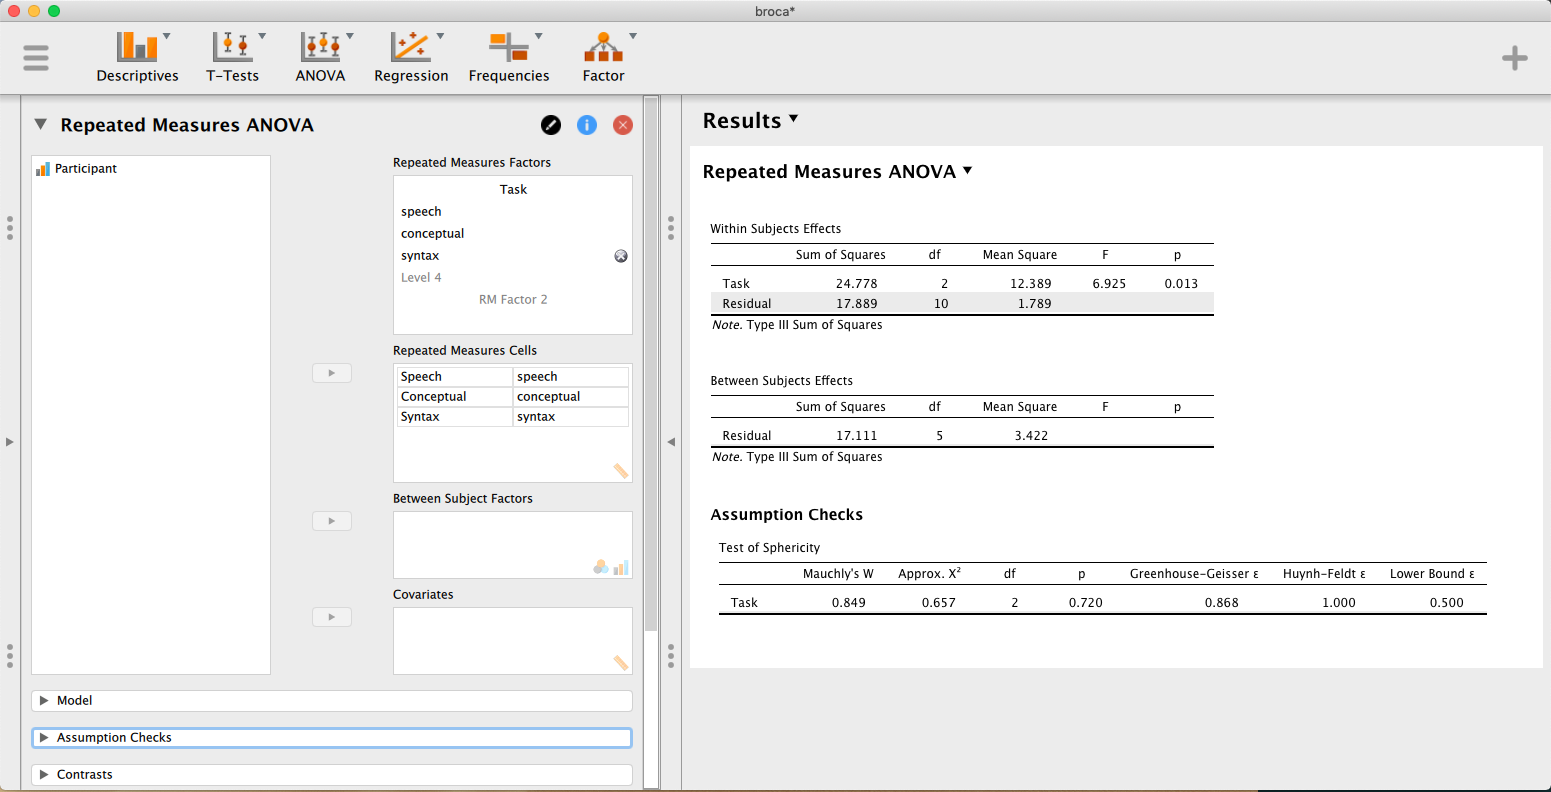 broca*
Descriptives T-Tests ANOVA Regression Frequencies Factor
Repeated Measures ANOVA
Participant
Repeated Measures Factors
Task
speech
conceptual
syntax
Level 4
RM Factor 2
Repeated Measures Cells
Speech speech
Conceptual conceptual
Syntax syntax
Between Subject Factors
Covariates
Model
Assumption Checks
Contrasts
Results
Repeated Measures ANOVA
Within Subjects Effects
Sum of Squares df Mean Square F p
Task 24.778 2 12.389 6.925 0.013
Residual 17.889 10 1.789
Note. Type III Sum of Squares
Between Subjects Effects
Sum of Squares df Mean Square F p
Residual 17.111 5 3.422
Note. Type III Sum of Squares
Assumption Checks
Test of Sphericity
Mauchly's W Approx. X² df p Greenhouse-Geisser ε Huynh-Feldt ε Lower Bound ε
Task 0.849 0.657 2 0.720 0.868 1.000 0.500